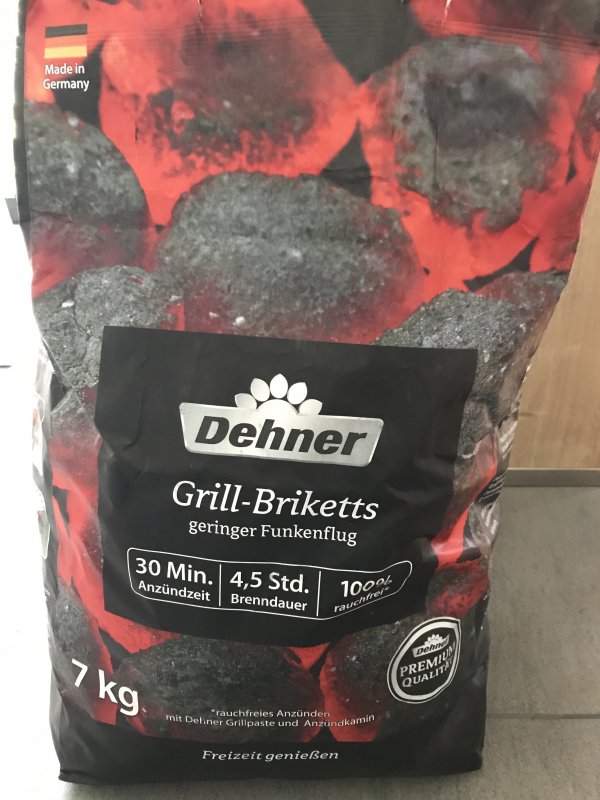 Made in
Germany
Dehner
Grill-Briketts
geringer Funkenflug
30 Min.
Anzündzeit
4,5 Std.
Brenndauer
100%
rauchfrei*
Dehner
PREMIUM
QUALITÄT
7 kg
*rauchfreies Anzünden
mit Dehner Grillpaste und Anzündkamin
Freizeit genießen